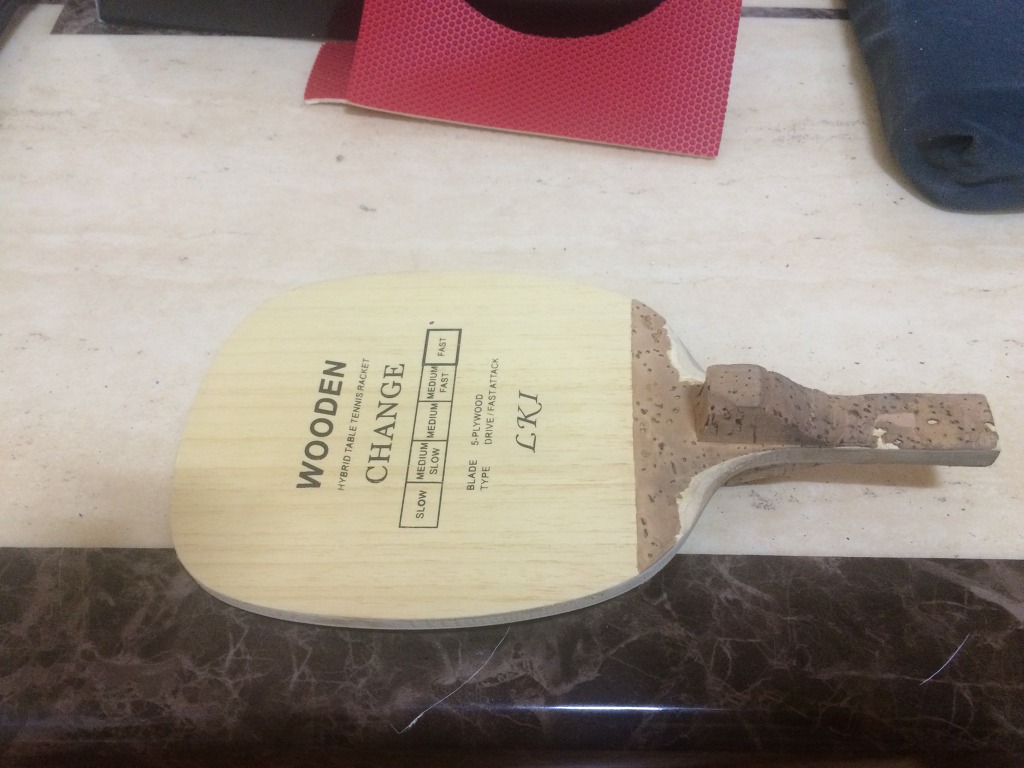 WOODEN
HYBRID TABLE TENNIS RACKET
CHANGE
SLOW MEDIUM SLOW MEDIUM MEDIUM FAST FAST
BLADE 5-PLYWOOD
TYPE DRIVE / FAST ATTACK
LKI